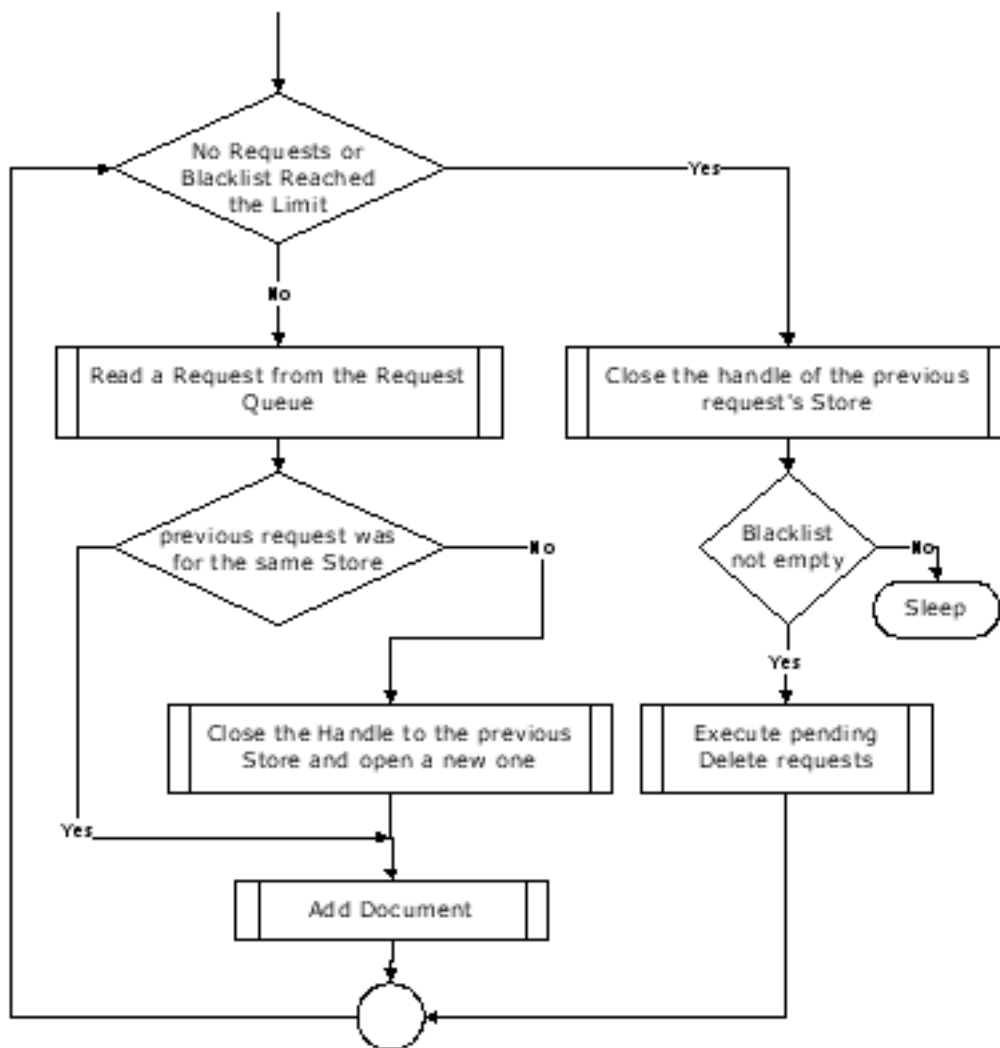 No Requests or
Blacklist Reached
the Limit
Yes
No
Read a Request from the Request
Queue
Close the handle of the previous
request's Store
previous request was
for the same Store
No
Blacklist
not empty
No
Sleep
Yes
Close the Handle to the previous
Store and open a new one
Execute pending
Delete requests
Yes
Add Document